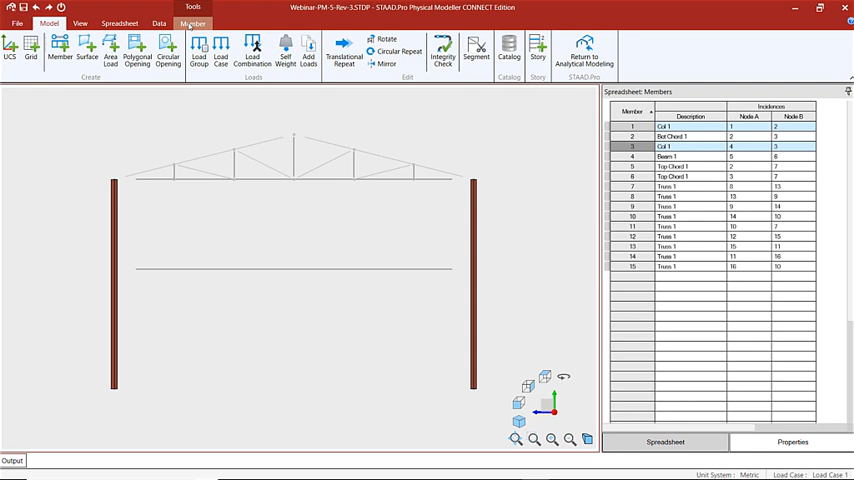 Tools
Webinar-PM-5-Rev-3.STDP - STAAD.Pro Physical Modeller CONNECT Edition
File Model View Spreadsheet Data Member
UCS Grid Member Surface Area Load Polygonal Opening Circular Opening Load Group Load Case Load Combination Self Weight Add Loads Translational Repeat Rotate Circular Repeat Mirror Integrity Check Segment Catalog Story Return to Analytical Modeling
Create Loads Edit Catalog Story STAAD.Pro
Spreadsheet: Members
Member Description Incidences
Node A Node B
1 Col 1 1 2
2 Bot Chord 1 2 3
3 Col 1 4 3
4 Beam 1 5 6
5 Top Chord 1 2 7
6 Top Chord 1 3 7
7 Truss 1 8 13
8 Truss 1 13 9
9 Truss 1 9 14
10 Truss 1 14 10
11 Truss 1 10 7
12 Truss 1 12 15
13 Truss 1 15 11
14 Truss 1 11 16
15 Truss 1 16 10
Spreadsheet Properties
Output
Unit System: Metric Load Case: Load Case 1